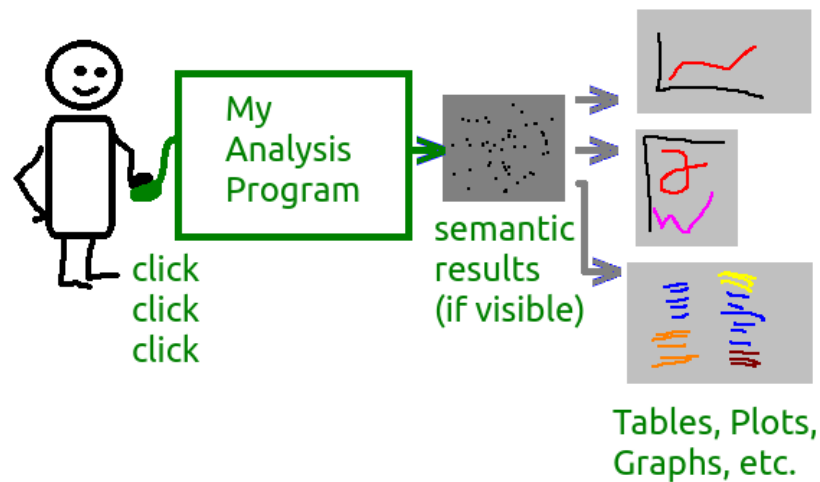 My
Analysis
Program
click
click
click
semantic
results
(if visible)
Tables, Plots,
Graphs, etc.